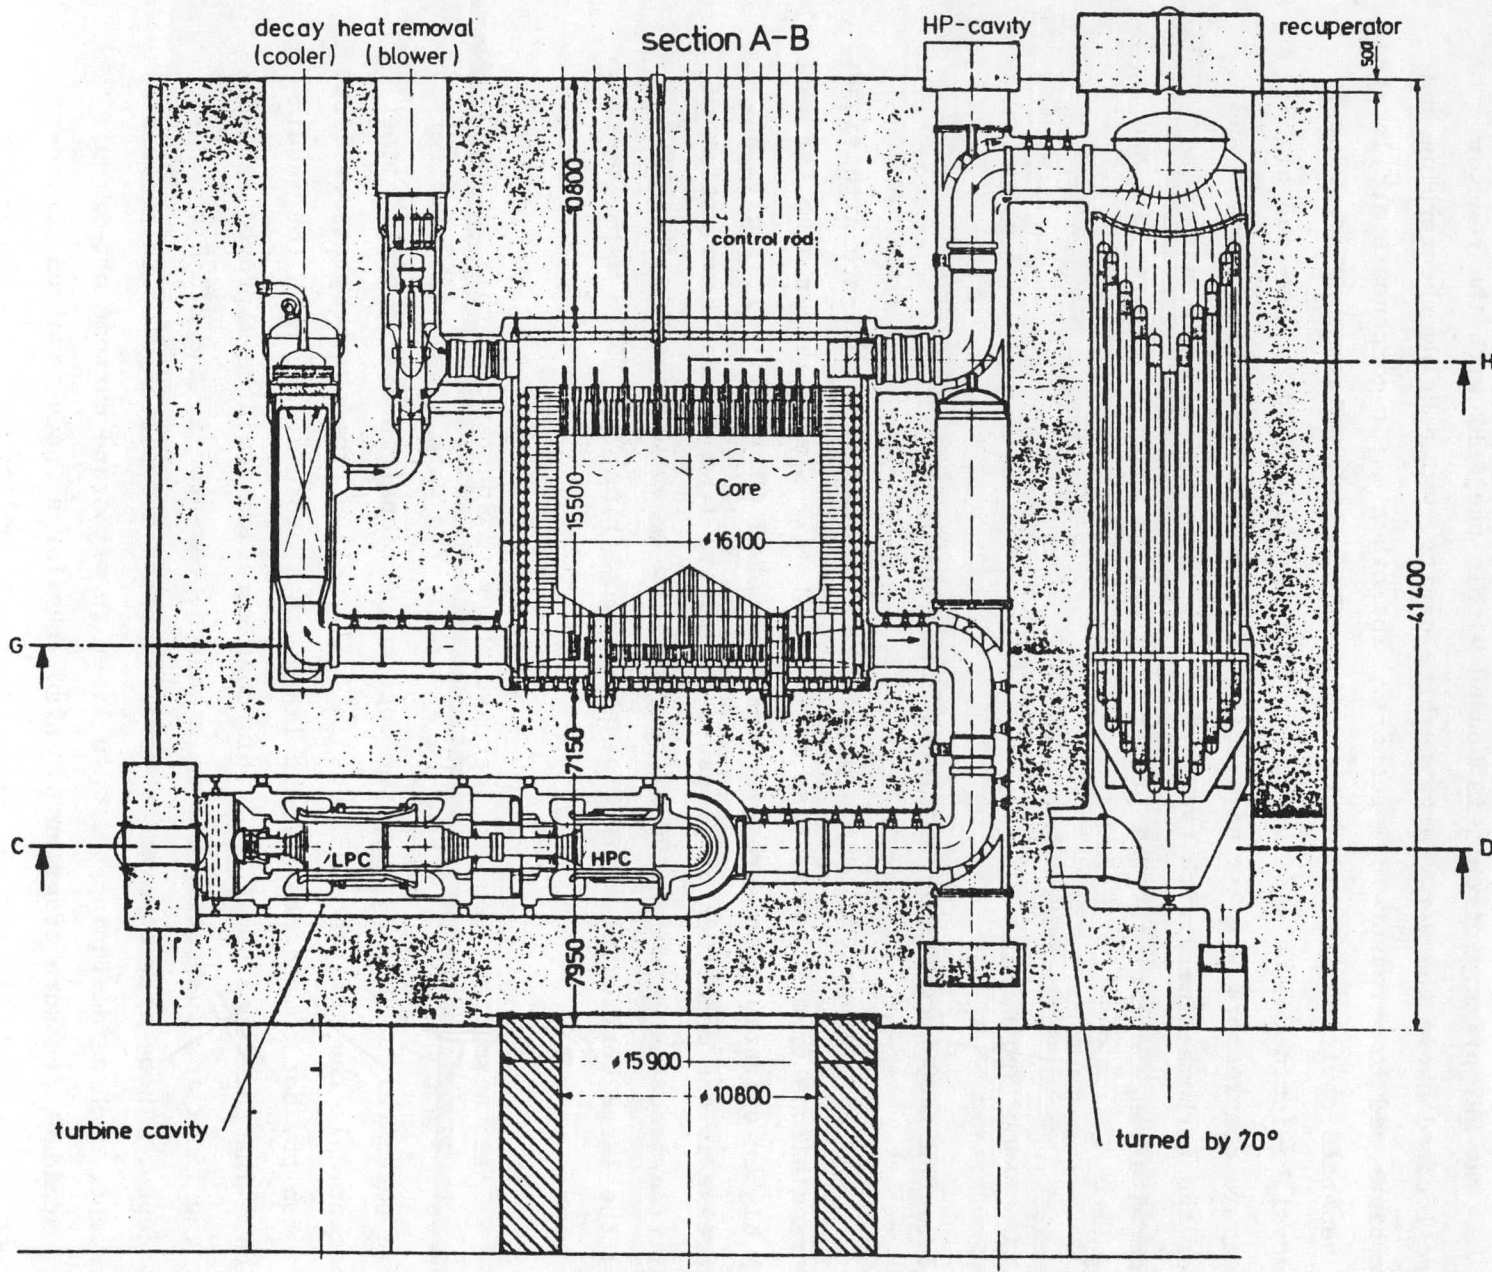 decay heat removal
(cooler) (blower)
section A-B
HP-cavity
recuperator
10800
control rod
H
15500
Core
ø16100
41400
G
7150
C
LPC
HPC
D
7950
ø15900
ø10800
turbine cavity
turned by 70°